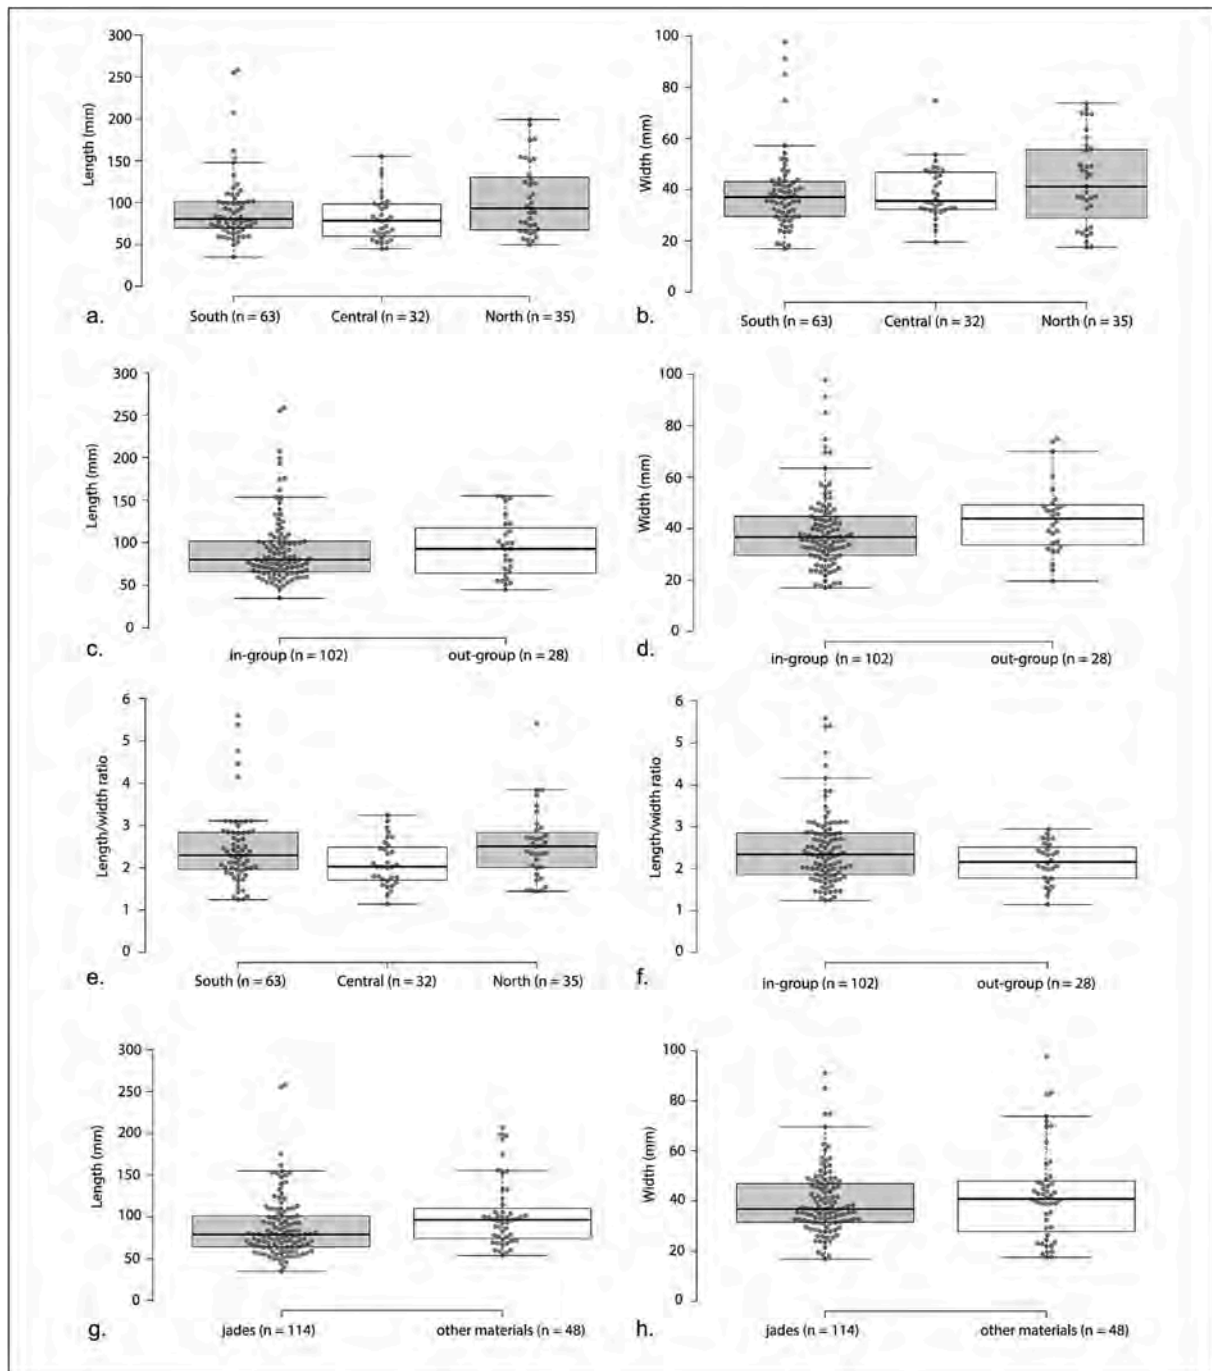 300
250
200
150
100
50
0
Length (mm)
South (n = 63)
Central (n = 32)
North (n = 35)
a.
100
80
60
40
20
0
Width (mm)
South (n = 63)
Central (n = 32)
North (n = 35)
b.
300
250
200
150
100
50
0
Length (mm)
in-group (n = 102)
out-group (n = 28)
c.
100
80
60
40
20
0
Width (mm)
in-group (n = 102)
out-group (n = 28)
d.
6
5
4
3
2
1
0
Length/width ratio
South (n = 63)
Central (n = 32)
North (n = 35)
e.
6
5
4
3
2
1
0
Length/width ratio
in-group (n = 102)
out-group (n = 28)
f.
300
250
200
150
100
50
0
Length (mm)
jades (n = 114)
other materials (n = 48)
g.
100
80
60
40
20
0
Width (mm)
jades (n = 114)
other materials (n = 48)
h.